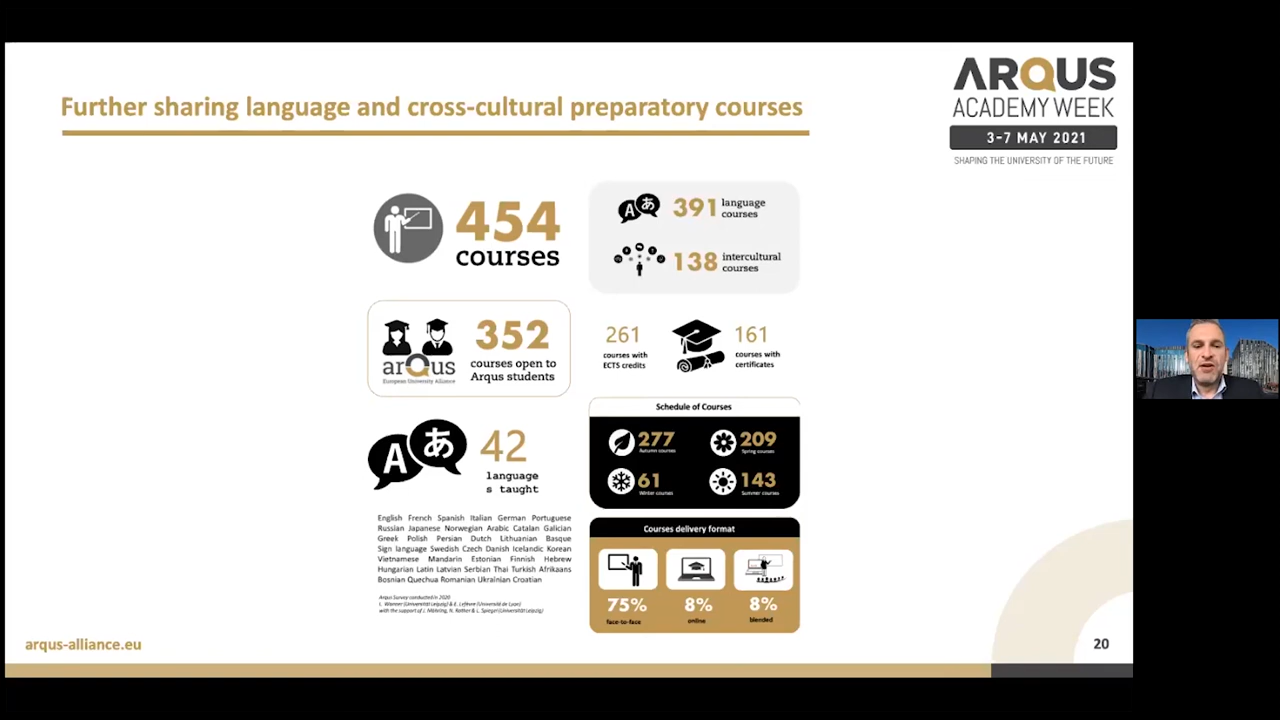 Further sharing language and cross-cultural preparatory courses
ARQUS
ACADEMY WEEK
3-7 MAY 2021
SHAPING THE UNIVERSITY OF THE FUTURE
454
courses
A あ
391 language
courses
138 intercultural
courses
arqus
European University Alliance
352
courses open to
Arqus students
261
courses with
ECTS credits
161
courses with
certificates
A あ
42
language
s taught
English French Spanish Italian German Portuguese
Russian Japanese Norwegian Arabic Catalan Galician
Greek Polish Persian Dutch Lithuanian Basque
Sign language Swedish Czech Danish Icelandic Korean
Vietnamese Mandarin Estonian Finnish Hebrew
Hungarian Latin Latvian Serbian Thai Turkish Afrikaans
Bosnian Quechua Romanian Ukrainian Croatian
Arqus Survey conducted in 2020
(Universität Leipzig) & E. Lefèvre (Université de Lyon)
with the support of J. Möhring, N. Rather & L. Spiegel (Universität Leipzig)
Schedule of Courses
277
Autumn courses
209
Spring courses
61
Winter courses
143
Summer courses
Courses delivery format
75%
face-to-face
8%
online
8%
blended
arqus-alliance.eu
20